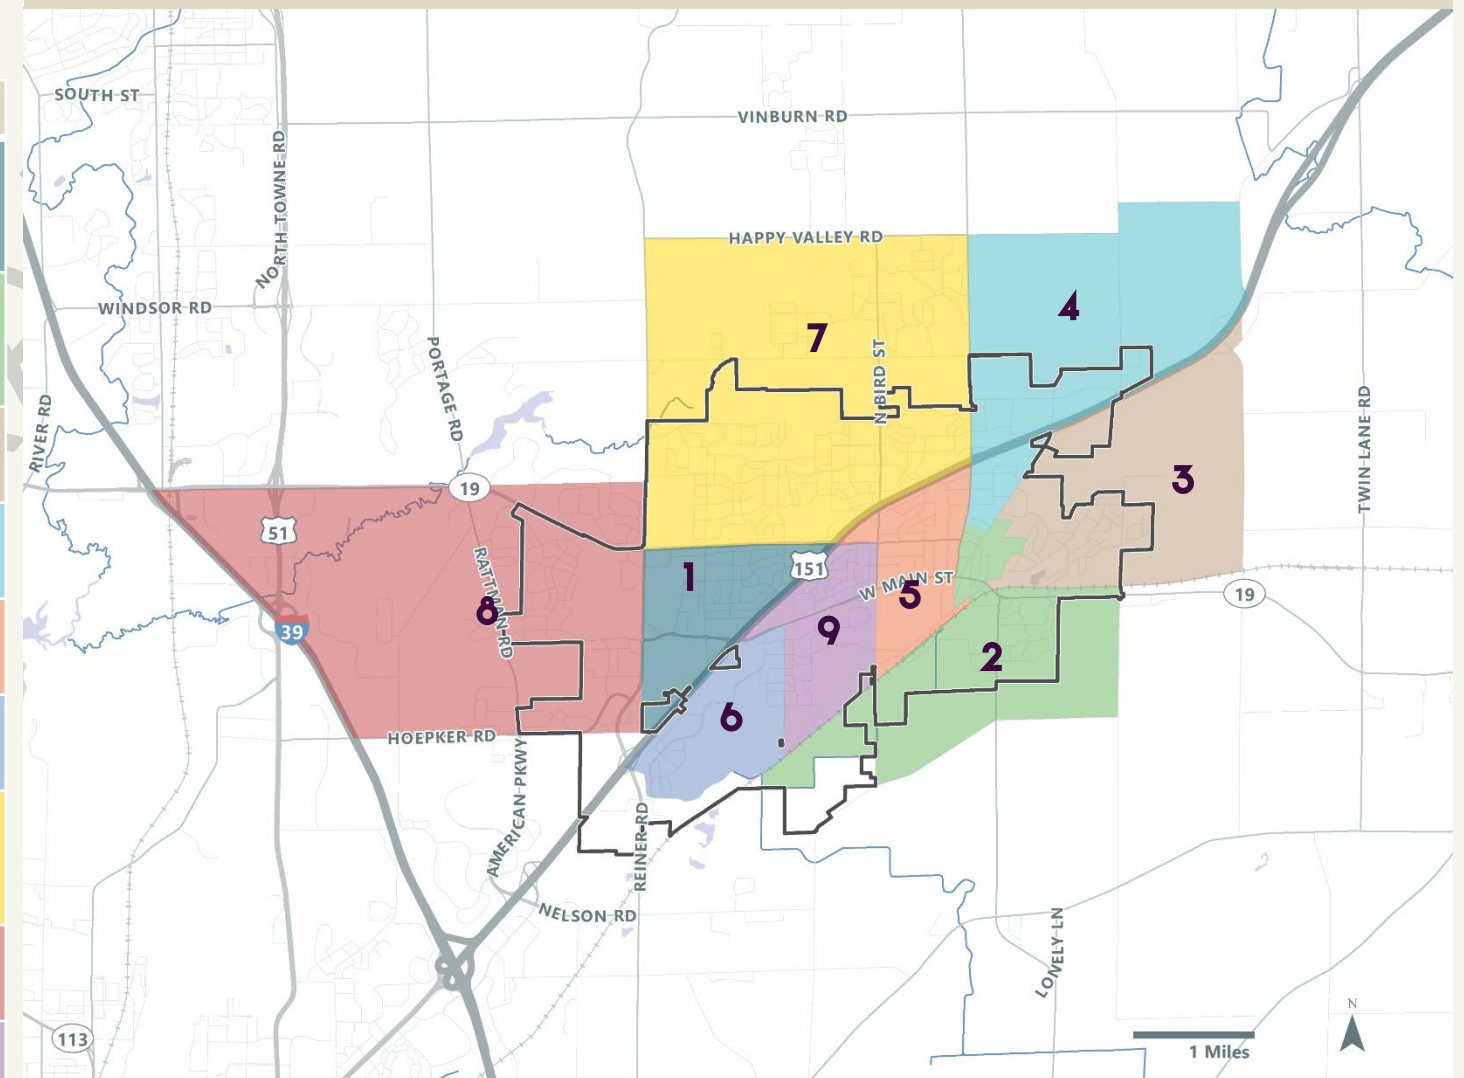 SOUTH ST
VINBURN RD
NORTH TOWNE RD
HAPPY VALLEY RD
WINDSOR RD
4
7
PORTAGE RD
N BIRD ST
RIVER RD
TWIN LANE RD
3
19
51
151
1
RATTMAN RD
W MAIN ST
5
19
8
39
9
2
6
HOEPKER RD
AMERICAN PKWY
REINER RD
NELSON RD
LONELY LN
N
113
1 Miles